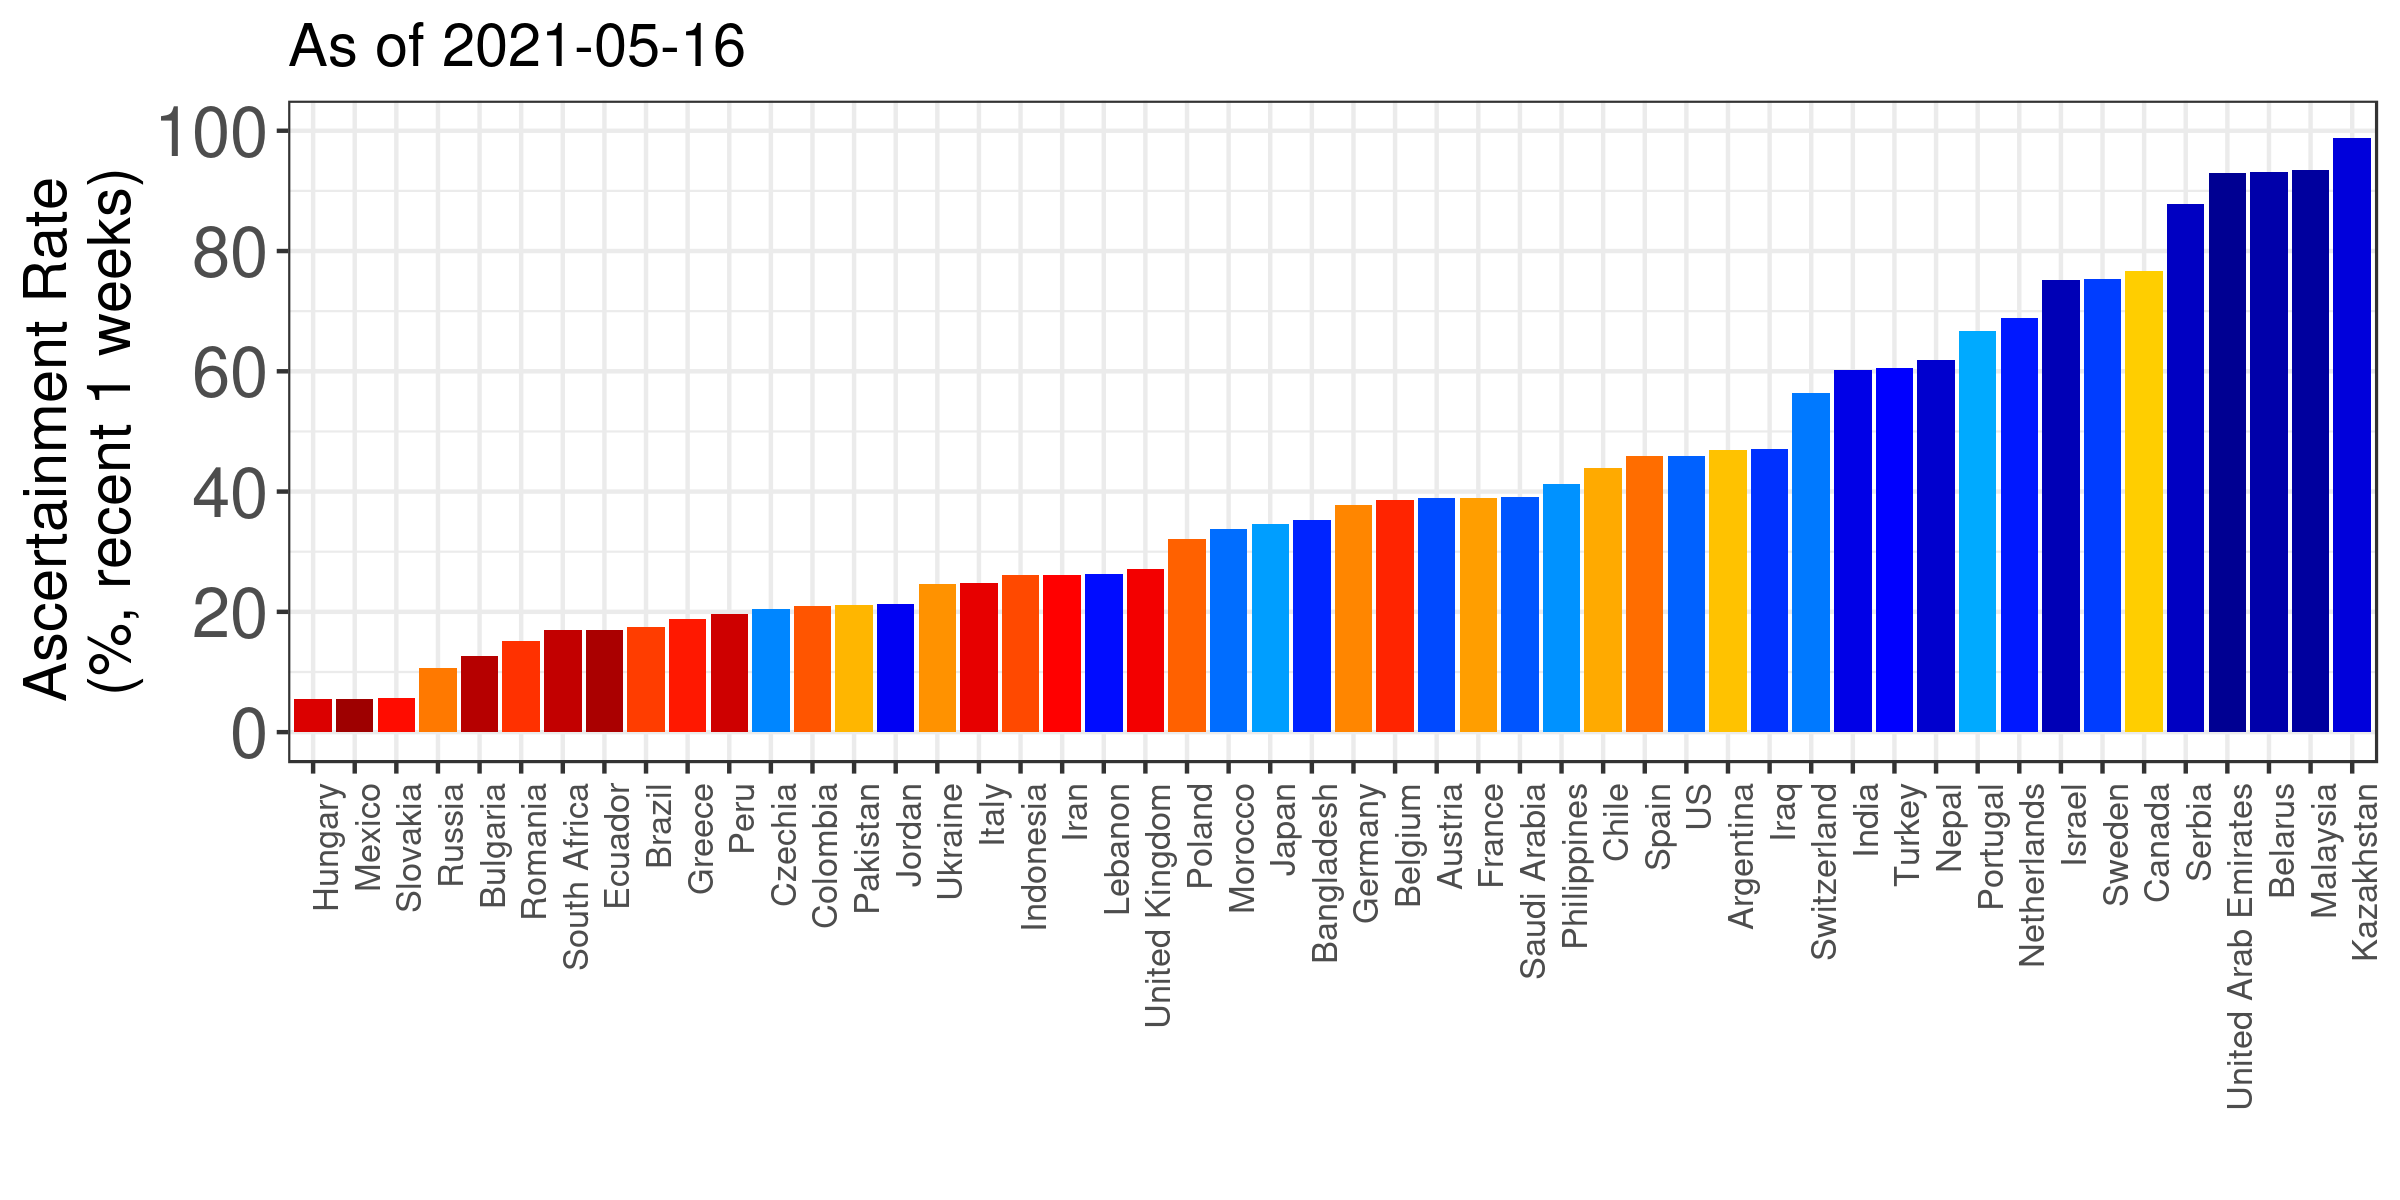 As of 2021-05-16
Ascertainment Rate
(%, recent 1 weeks)
100
80
60
40
20
0
Hungary
Mexico
Slovakia
Russia
Bulgaria
Romania
South Africa
Ecuador
Brazil
Greece
Peru
Czechia
Colombia
Pakistan
Jordan
Ukraine
Italy
Indonesia
Iran
Lebanon
United Kingdom
Poland
Morocco
Japan
Bangladesh
Germany
Belgium
Austria
France
Saudi Arabia
Philippines
Chile
Spain
US
Argentina
Iraq
Switzerland
India
Turkey
Nepal
Portugal
Netherlands
Israel
Sweden
Canada
Serbia
United Arab Emirates
Belarus
Malaysia
Kazakhstan